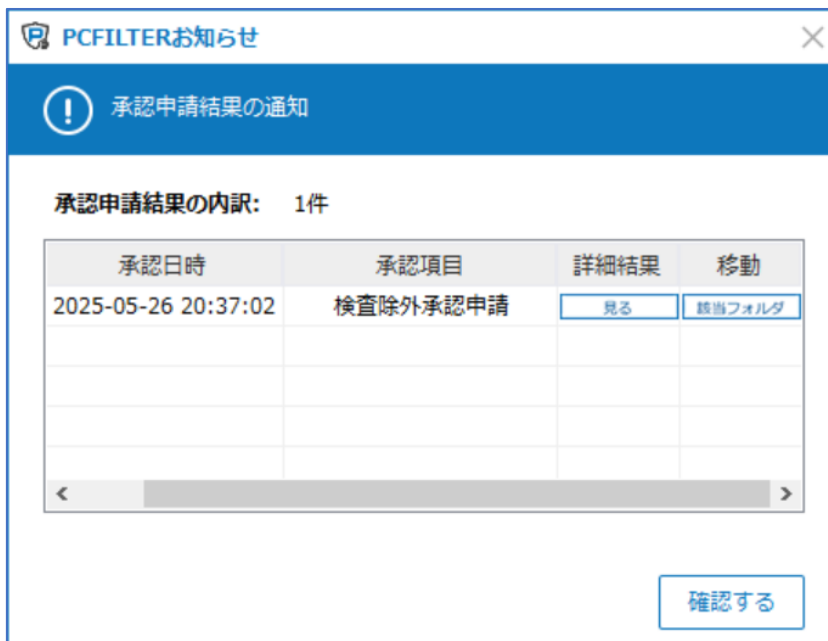 PCFILTERお知らせ
承認申請結果の通知
承認申請結果の内訳: 1件
承認日時 承認項目 詳細結果 移動
2025-05-26 20:37:02 検査除外承認申請 見る 該当フォルダ
確認する